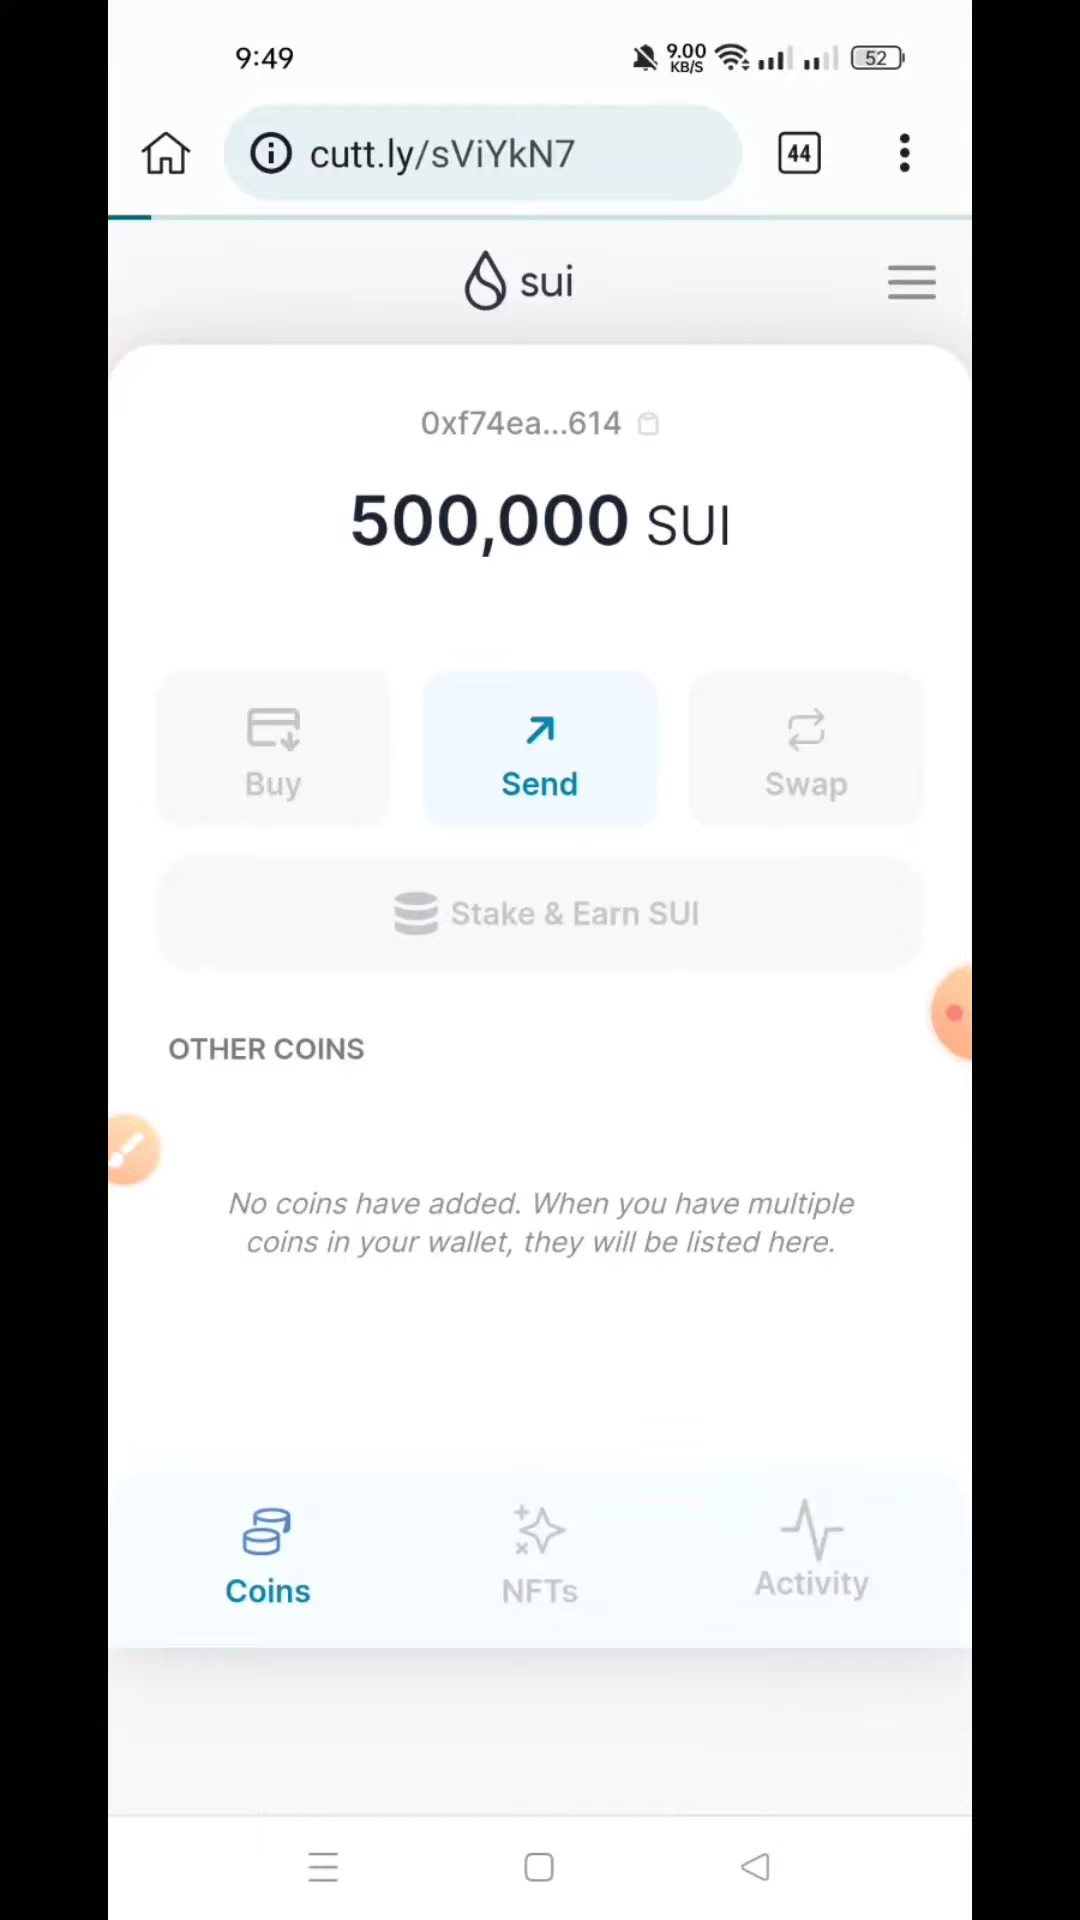 9:49
9.00
KB/S
52
cutt.ly/sViYkN7
44
sui
0xf74ea...614
500,000 SUI
Buy
Send
Swap
Stake & Earn SUI
OTHER COINS
No coins have added. When you have multiple
coins in your wallet, they will be listed here.
Coins
NFTs
Activity